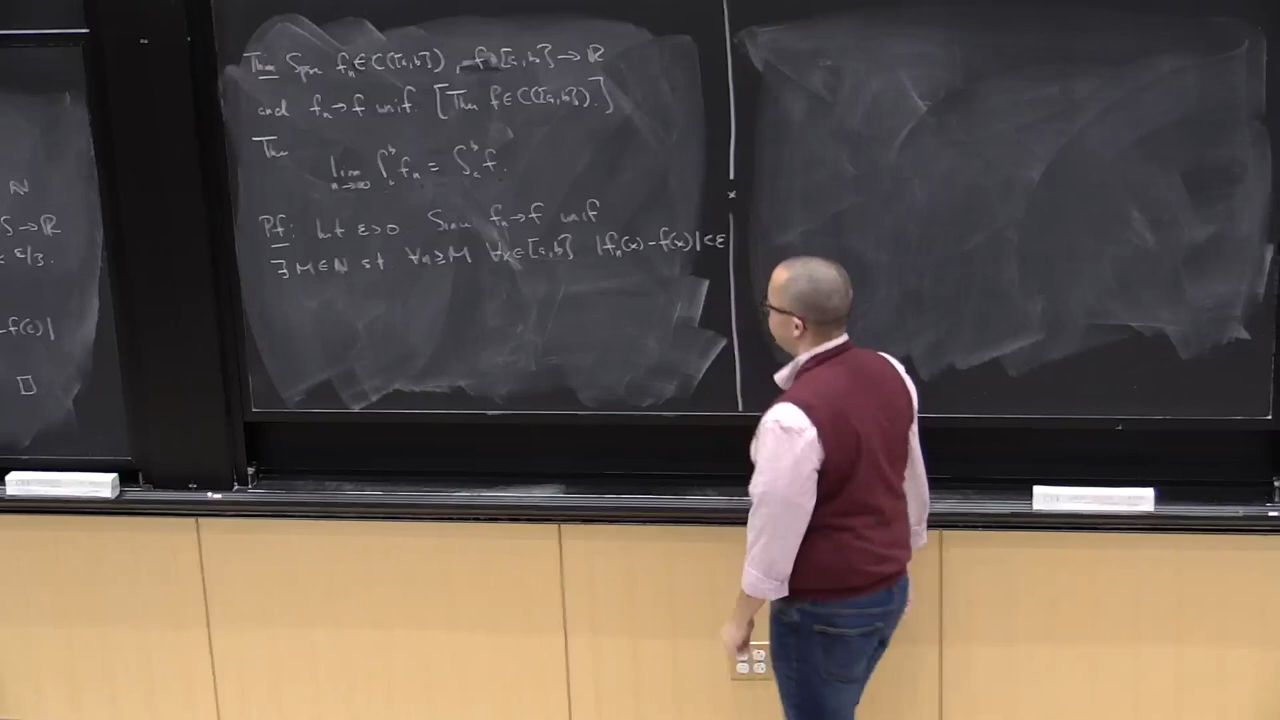 N
S → ℝ
< ε/3.
-f(c)|
□
Thm Spse fₙ ∈ C([a,b]), f: [a,b] → ℝ
and fₙ → f unif. [Then f ∈ C([a,b]).]
Then
lim n→∞ ∫ₐᵇ fₙ = ∫ₐᵇ f.
Pf: Let ε>0 Since fₙ → f unif
∃ M ∈ ℕ st ∀n≥M ∀x∈[a,b] |fₙ(x)-f(x)|<ε